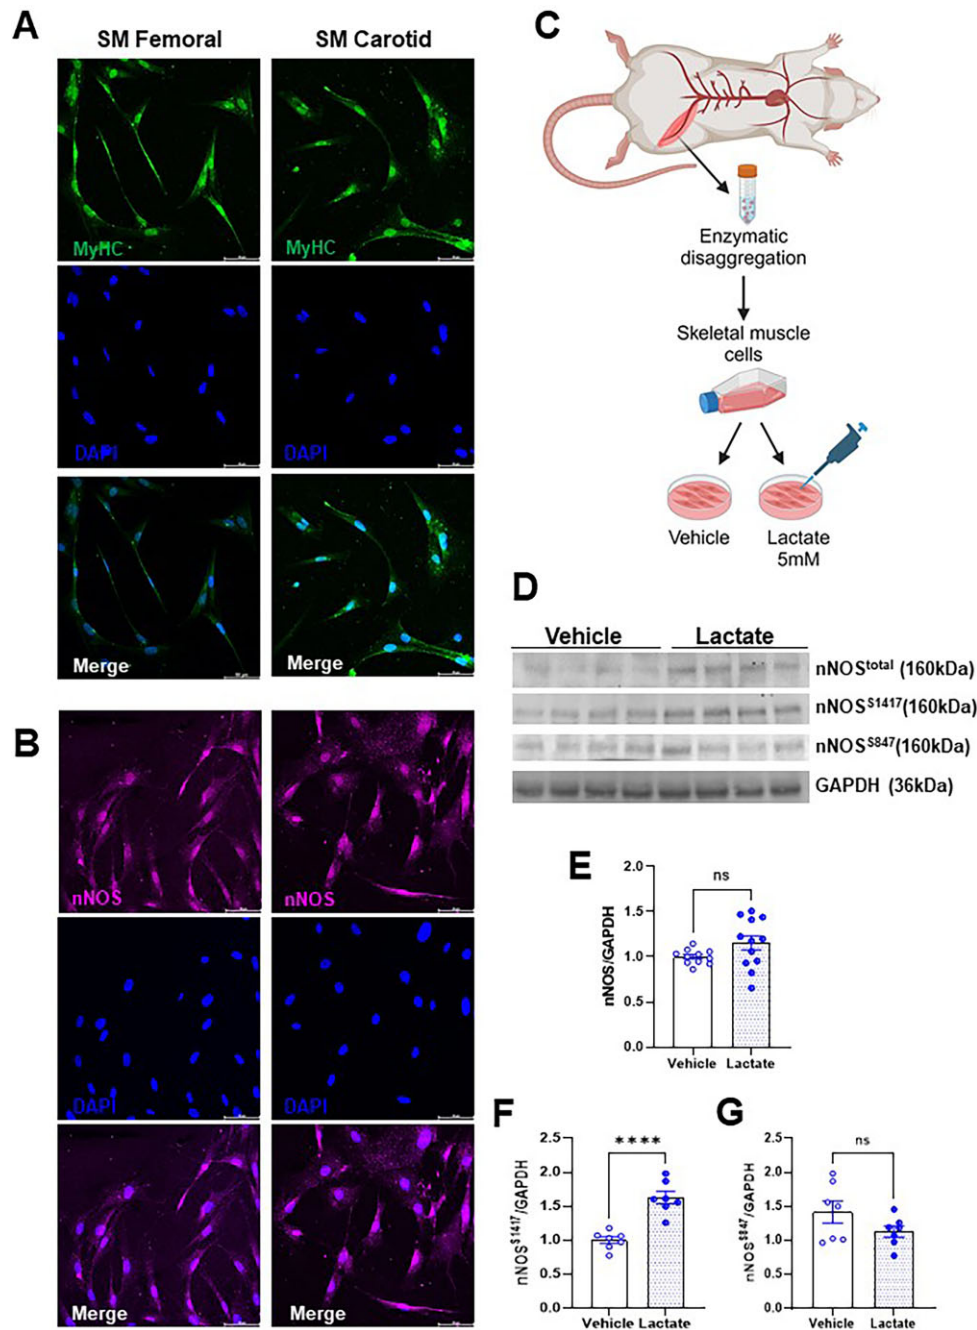 A
SM Femoral
SM Carotid
MyHC
MyHC
DAPI
DAPI
Merge
Merge
B
nNOS
nNOS
DAPI
DAPI
Merge
Merge
C
Enzymatic
disaggregation
Skeletal muscle
cells
Vehicle
Lactate
5mM
D
Vehicle
Lactate
nNOStotal (160kDa)
nNOSS1417(160kDa)
nNOSS847(160kDa)
GAPDH (36kDa)
E
nNOS/GAPDH
2.0
1.5
1.0
0.5
0.0
ns
Vehicle Lactate
F
nNOSS1417/GAPDH
2.5
2.0
1.5
1.0
0.5
0.0
****
Vehicle Lactate
G
nNOSS847/GAPDH
2.5
2.0
1.5
1.0
0.5
0.0
ns
Vehicle Lactate